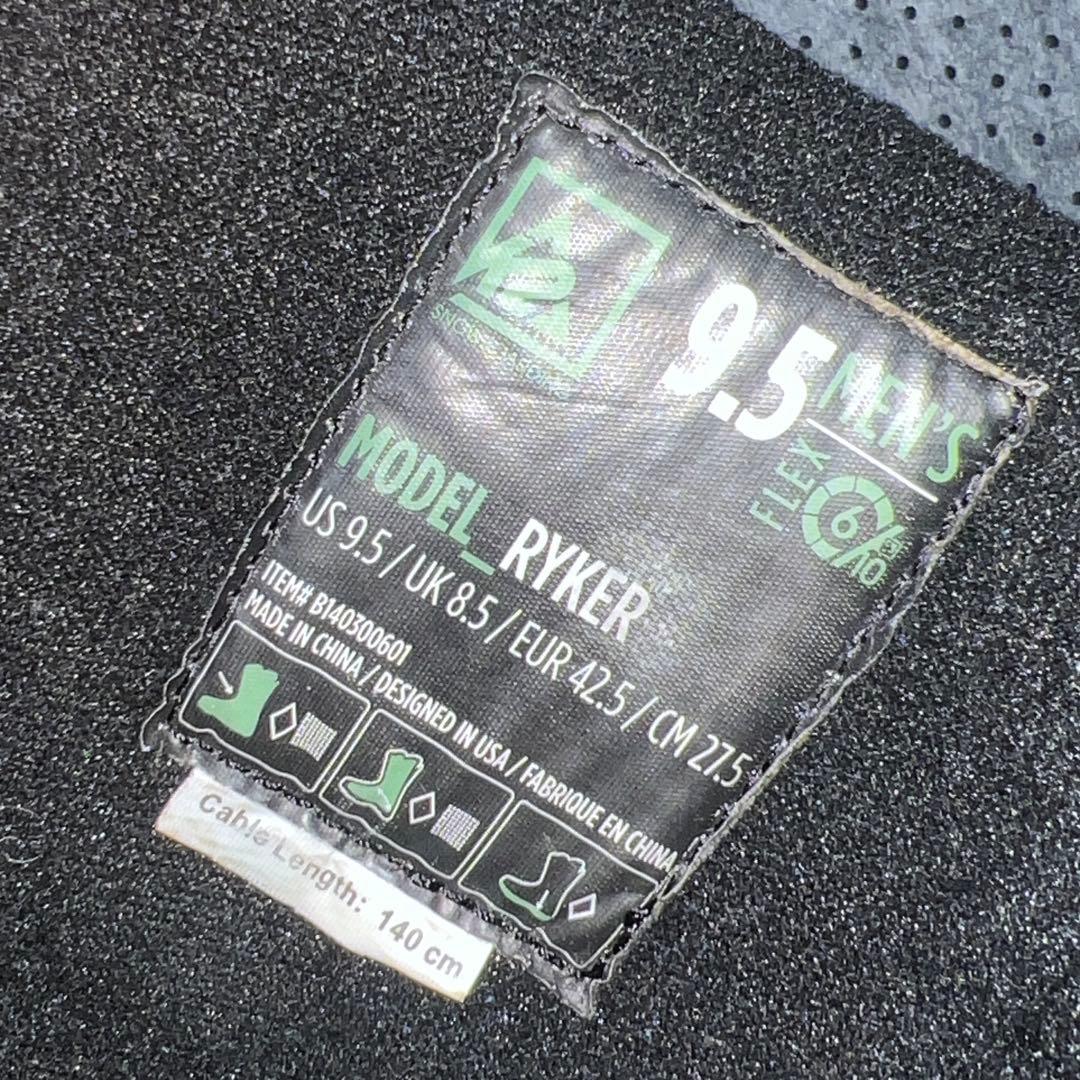 9.5 MEN'S
FLEX 6/10
MODEL_RYKER
US 9.5 / UK 8.5 / EUR 42.5 / CM 27.5
ITEM# B140300601
MADE IN CHINA / DESIGNED IN USA / FABRIQUE EN CHINA
Cable Length: 140 cm